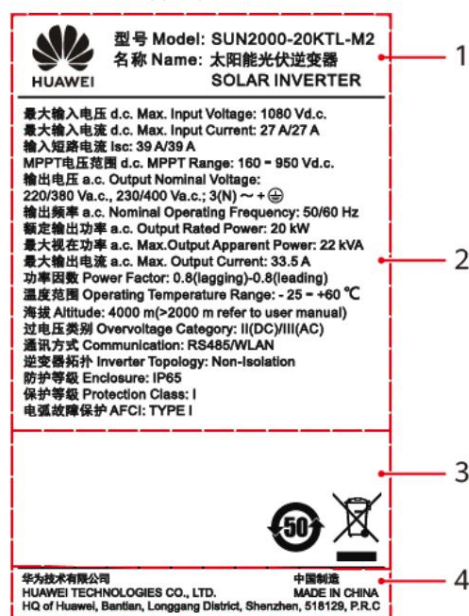 HUAWEI
型号 Model: SUN2000-20KTL-M2
名称 Name: 太阳能光伏逆变器
SOLAR INVERTER
1
最大输入电压 d.c. Max. Input Voltage: 1080 Vd.c.
最大输入电流 d.c. Max. Input Current: 27 A/27 A
输入短路电流 Isc: 39 A/39 A
MPPT电压范围 d.c. MPPT Range: 160 - 950 Vd.c.
输出电压 a.c. Output Nominal Voltage:
220/380 Va.c., 230/400 Va.c.; 3(N) ~ + ⏚
输出频率 a.c. Nominal Operating Frequency: 50/60 Hz
额定输出功率 a.c. Output Rated Power: 20 kW
最大视在功率 a.c. Max.Output Apparent Power: 22 kVA
最大输出电流 a.c. Max. Output Current: 33.5 A
功率因数 Power Factor: 0.8(lagging)-0.8(leading)
温度范围 Operating Temperature Range: - 25 - +60 ℃
海拔 Altitude: 4000 m(>2000 m refer to user manual)
过电压类别 Overvoltage Category: II(DC)/III(AC)
通讯方式 Communication: RS485/WLAN
逆变器拓扑 Inverter Topology: Non-Isolation
防护等级 Enclosure: IP65
保护等级 Protection Class: I
电弧故障保护 AFCI: TYPE I
2
3
50
华为技术有限公司 中国制造
HUAWEI TECHNOLOGIES CO., LTD. MADE IN CHINA
HQ of Huawei, Bantian, Longgang District, Shenzhen, 518129, P.R.C
4